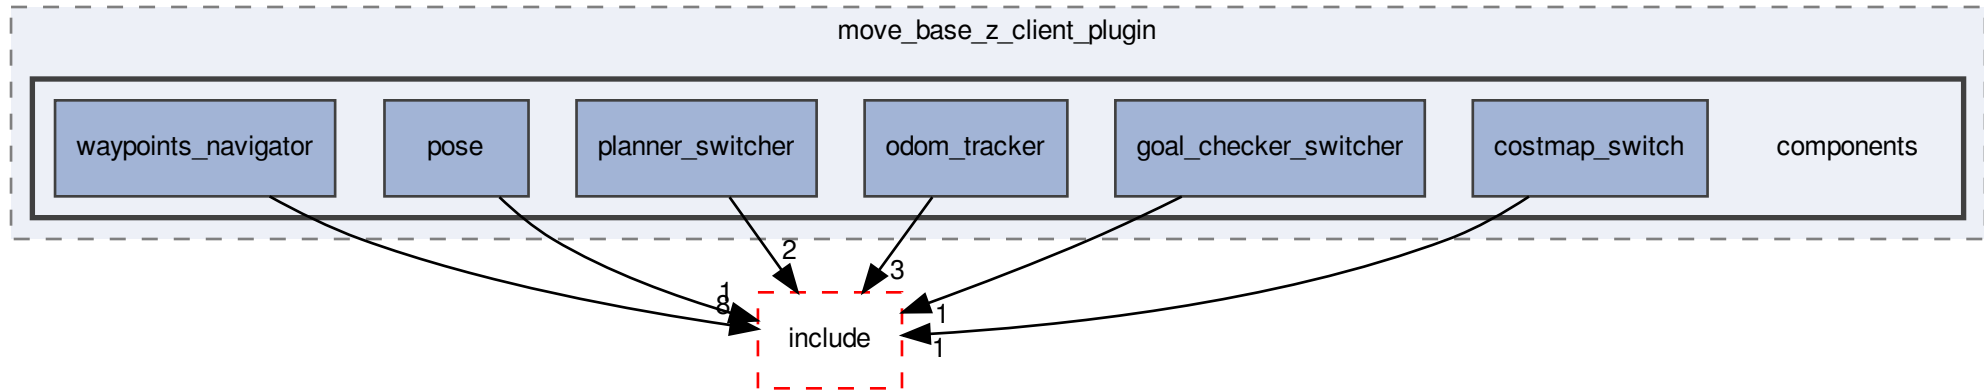 move_base_z_client_plugin
waypoints_navigator
pose
planner_switcher
odom_tracker
goal_checker_switcher
costmap_switch
components
2
3
1
8
1
1
include